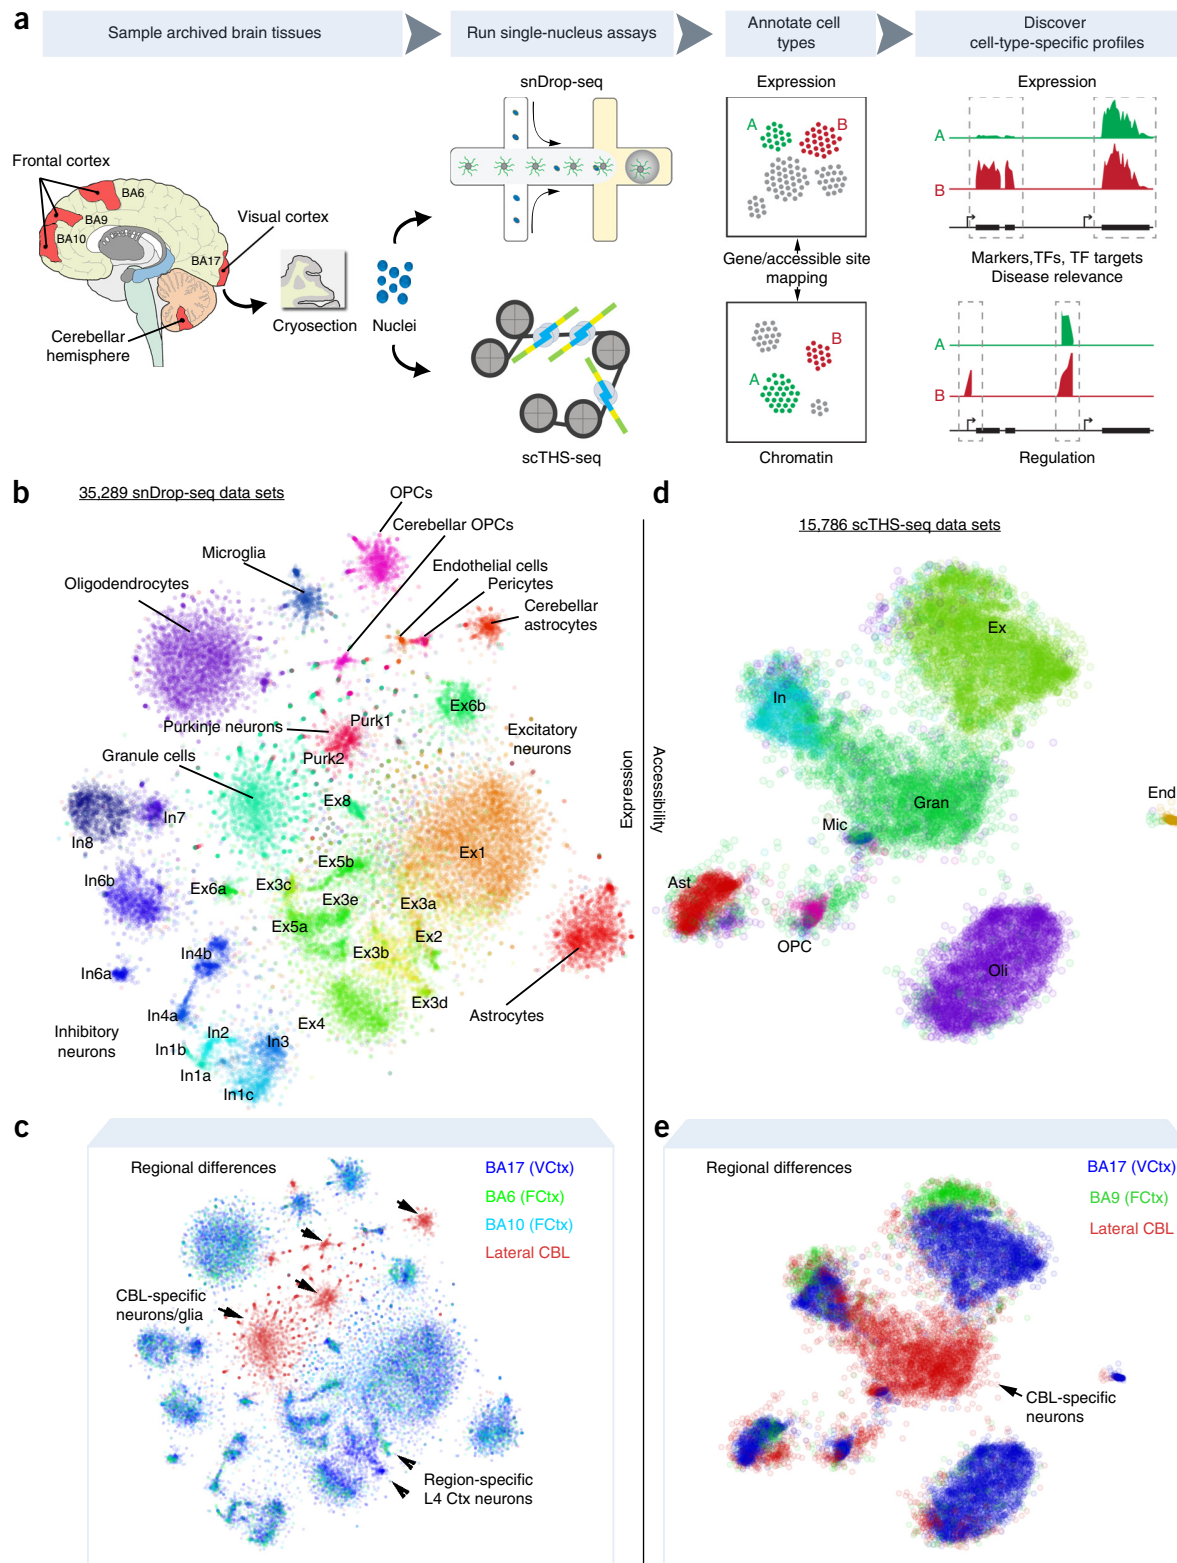 a
Sample archived brain tissues
Run single-nucleus assays
Annotate cell
types
Discover
cell-type-specific profiles
snDrop-seq
Expression
Expression
A
B
A
B
Frontal cortex
BA6
BA9
BA10
Visual cortex
BA17
Cerebellar
hemisphere
Cryosection
Nuclei
Gene/accessible site
mapping
Markers,TFs, TF targets
Disease relevance
A
B
A
B
scTHS-seq
Chromatin
Regulation
b
35,289 snDrop-seq data sets
OPCs
Cerebellar OPCs
Microglia
Endothelial cells
Pericytes
Oligodendrocytes
Cerebellar
astrocytes
Purkinje neurons
Purk1
Purk2
Ex6b
Excitatory
neurons
Granule cells
Ex8
In7
In8
Ex1
Ex5b
In6b
Ex6a
Ex3c
Ex3e
Ex3a
Ex5a
Ex2
In4b
Ex3b
In6a
Ex3d
In4a
Ex4
Astrocytes
Inhibitory
neurons
In2
In3
In1b
In1a
In1c
Expression
Accessibility
d
15,786 scTHS-seq data sets
Ex
In
Gran
End
Mic
Ast
OPC
Oli
c
Regional differences
BA17 (VCtx)
BA6 (FCtx)
BA10 (FCtx)
Lateral CBL
CBL-specific
neurons/glia
Region-specific
L4 Ctx neurons
e
Regional differences
BA17 (VCtx)
BA9 (FCtx)
Lateral CBL
CBL-specific
neurons